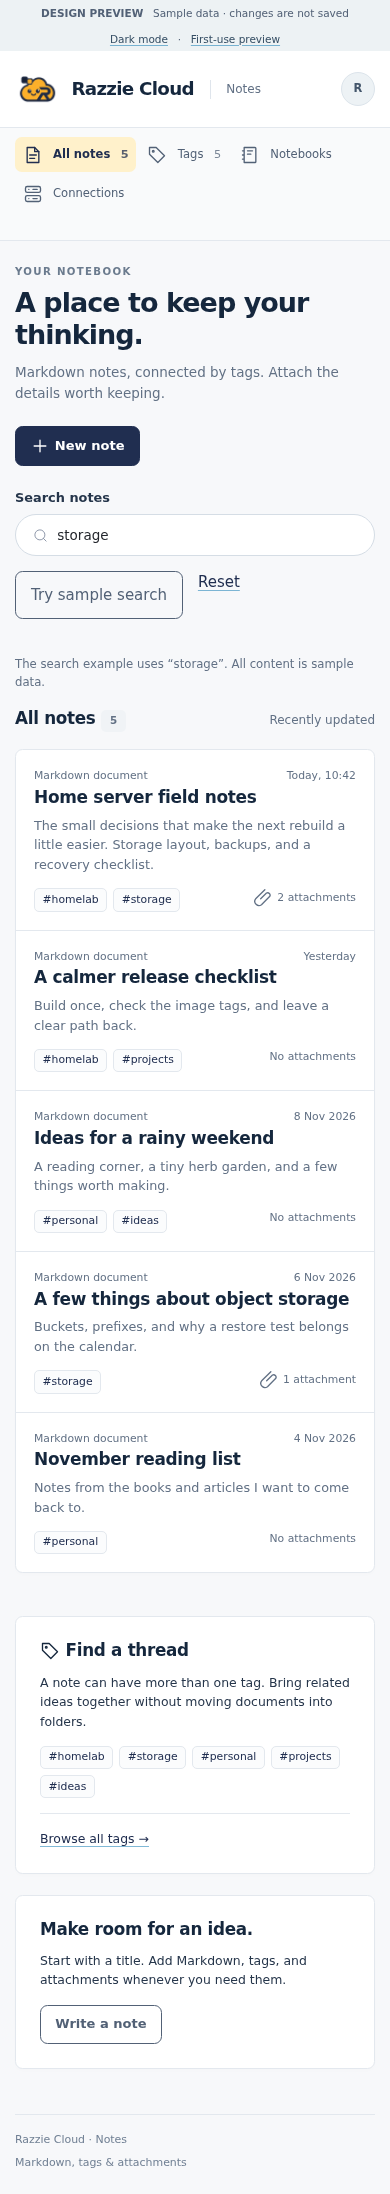 DESIGN PREVIEW Sample data · changes are not saved
Dark mode · First-use preview
Razzie Cloud Notes R
All notes 5 Tags 5 Notebooks
Connections
YOUR NOTEBOOK
A place to keep your
thinking.
Markdown notes, connected by tags. Attach the
details worth keeping.
New note
Search notes
storage
Try sample search Reset
The search example uses “storage”. All content is sample
data.
All notes 5 Recently updated
Markdown document Today, 10:42
Home server field notes
The small decisions that make the next rebuild a
little easier. Storage layout, backups, and a
recovery checklist.
#homelab #storage 2 attachments
Markdown document Yesterday
A calmer release checklist
Build once, check the image tags, and leave a
clear path back.
#homelab #projects No attachments
Markdown document 8 Nov 2026
Ideas for a rainy weekend
A reading corner, a tiny herb garden, and a few
things worth making.
#personal #ideas No attachments
Markdown document 6 Nov 2026
A few things about object storage
Buckets, prefixes, and why a restore test belongs
on the calendar.
#storage 1 attachment
Markdown document 4 Nov 2026
November reading list
Notes from the books and articles I want to come
back to.
#personal No attachments
Find a thread
A note can have more than one tag. Bring related
ideas together without moving documents into
folders.
#homelab #storage #personal #projects
#ideas
Browse all tags →
Make room for an idea.
Start with a title. Add Markdown, tags, and
attachments whenever you need them.
Write a note
Razzie Cloud · Notes
Markdown, tags & attachments